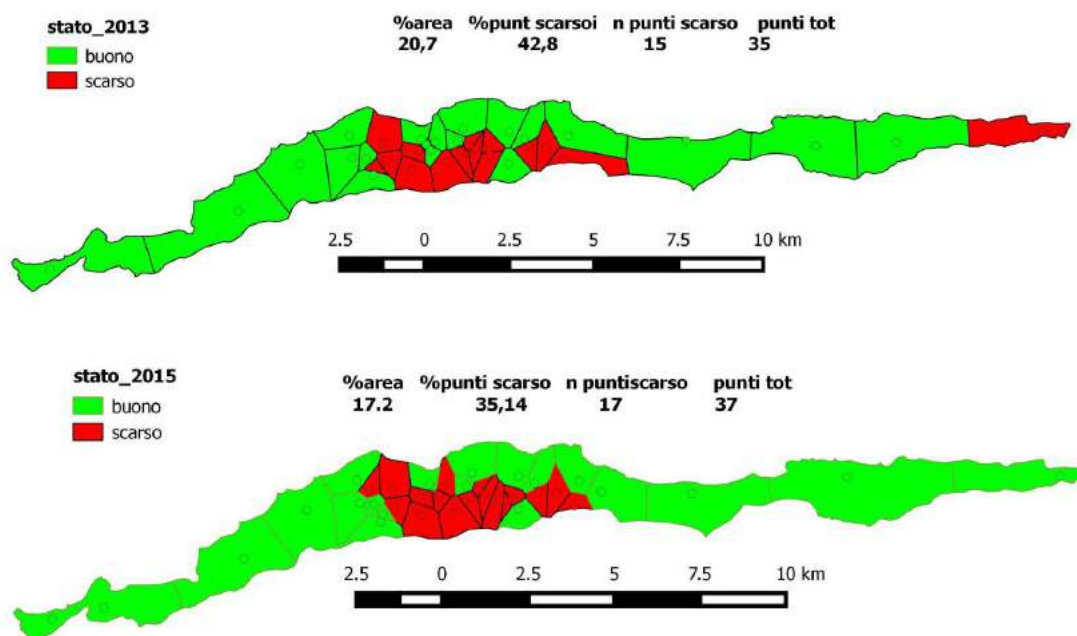 stato_2013
buono
scarso
%area %punt scarsoi n punti scarso punti tot
20,7 42,8 15 35
2.5 0 2.5 5 7.5 10 km
stato_2015
buono
scarso
%area %punti scarso n puntiscarso punti tot
17.2 35,14 17 37
2.5 0 2.5 5 7.5 10 km